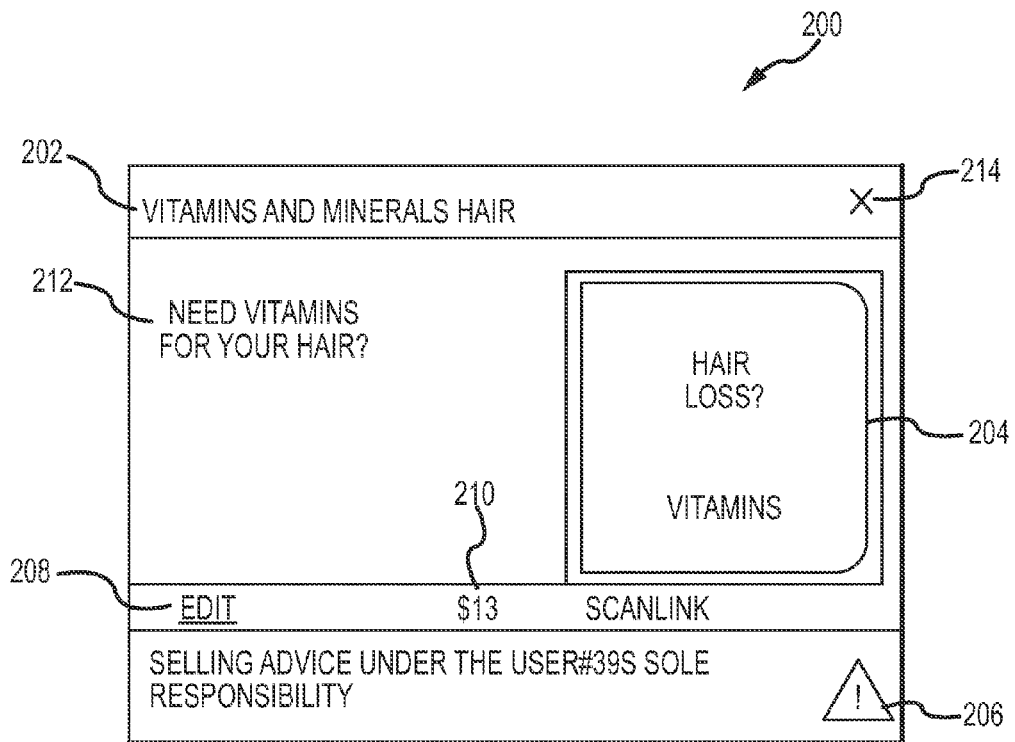 200
202
214
VITAMINS AND MINERALS HAIR
212
NEED VITAMINS
FOR YOUR HAIR?
HAIR
LOSS?
204
VITAMINS
210
208
EDIT $13 SCANLINK
SELLING ADVICE UNDER THE USER#39S SOLE
RESPONSIBILITY
!
206